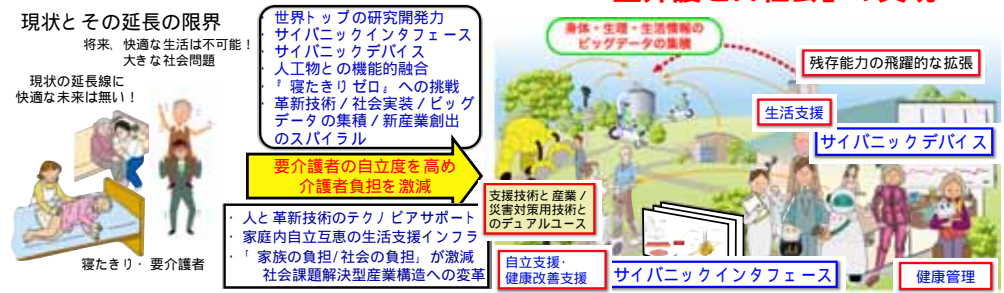 現状とその延長の限界
将来、快適な生活は不可能！
大きな社会問題
現状の延長線に
快適な未来は無い！
寝たきり・要介護者
・世界トップの研究開発力
・サイバニックインタフェース
・サイバニックデバイス
・人工物との機能的融合
・『寝たきりゼロ』への挑戦
・革新技術/社会実装/ビッグ
データの集積/新産業創出
のスパイラル
要介護者の自立度を高め
介護者負担を激減
・人と革新技術のテクノピアサポート
・家庭内自立互恵の生活支援インフラ
・「家族の負担/社会の負担」が激減
社会課題解決型産業構造への変革
身体・生理・生活情報の
ビッグデータの集積
残存能力の飛躍的な拡張
生活支援
サイバニックデバイス
支援技術と産業/
災害対策用技術と
のデュアルユース
自立支援・
健康改善支援
サイバニックインタフェース
健康管理